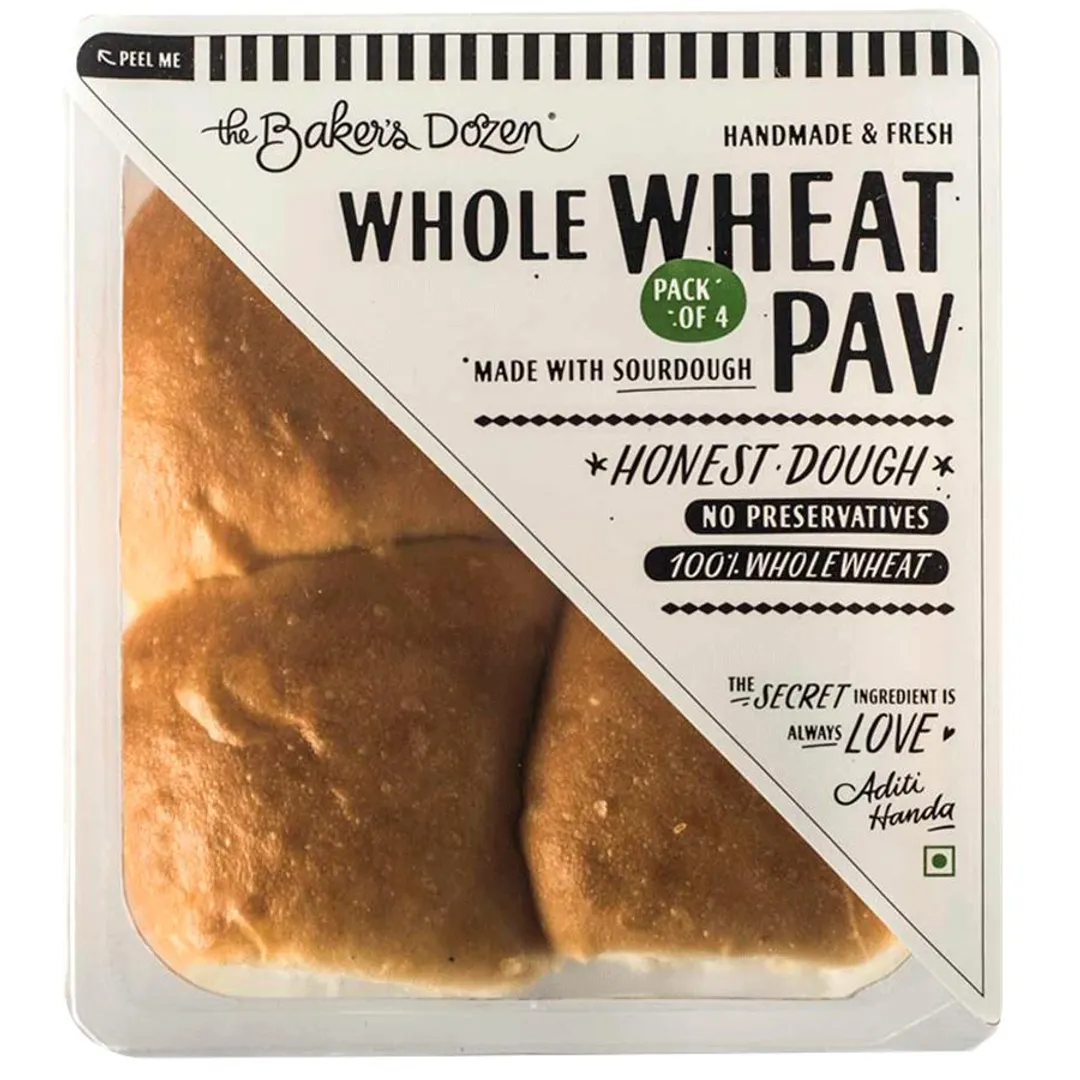 PEEL ME
the Baker's Dozen
HANDMADE & FRESH
WHOLE WHEAT
PACK OF 4
PAV
MADE WITH SOURDOUGH
HONEST·DOUGH
NO PRESERVATIVES
100% WHOLEWHEAT
THE SECRET INGREDIENT IS
ALWAYS LOVE
Aditi
Handa